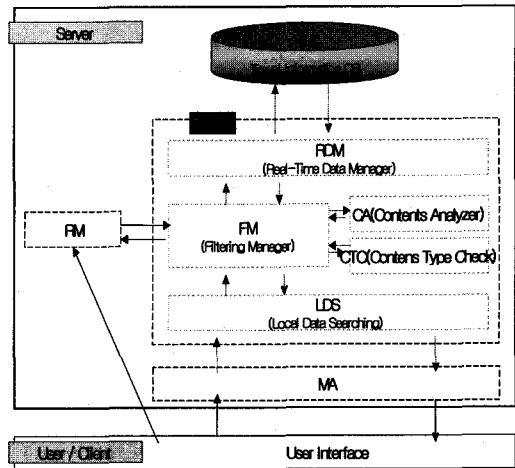 Server
RDM
(Real-Time Data Manager)
RM
FM
(Filtering Manager)
CA(Contents Analyzer)
CTC(Contens Type Check)
LDS
(Local Data Searching)
MA
User / Client
User Interface